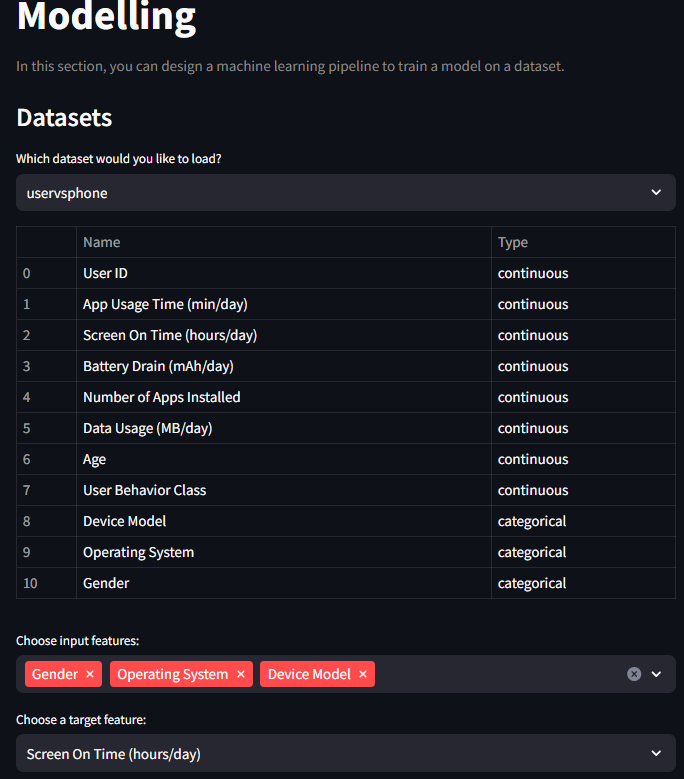 Modelling
In this section, you can design a machine learning pipeline to train a model on a dataset.
Datasets
Which dataset would you like to load?
uservsphone
Name Type
0 User ID continuous
1 App Usage Time (min/day) continuous
2 Screen On Time (hours/day) continuous
3 Battery Drain (mAh/day) continuous
4 Number of Apps Installed continuous
5 Data Usage (MB/day) continuous
6 Age continuous
7 User Behavior Class continuous
8 Device Model categorical
9 Operating System categorical
10 Gender categorical
Choose input features:
Gender × Operating System × Device Model ×
Choose a target feature:
Screen On Time (hours/day)